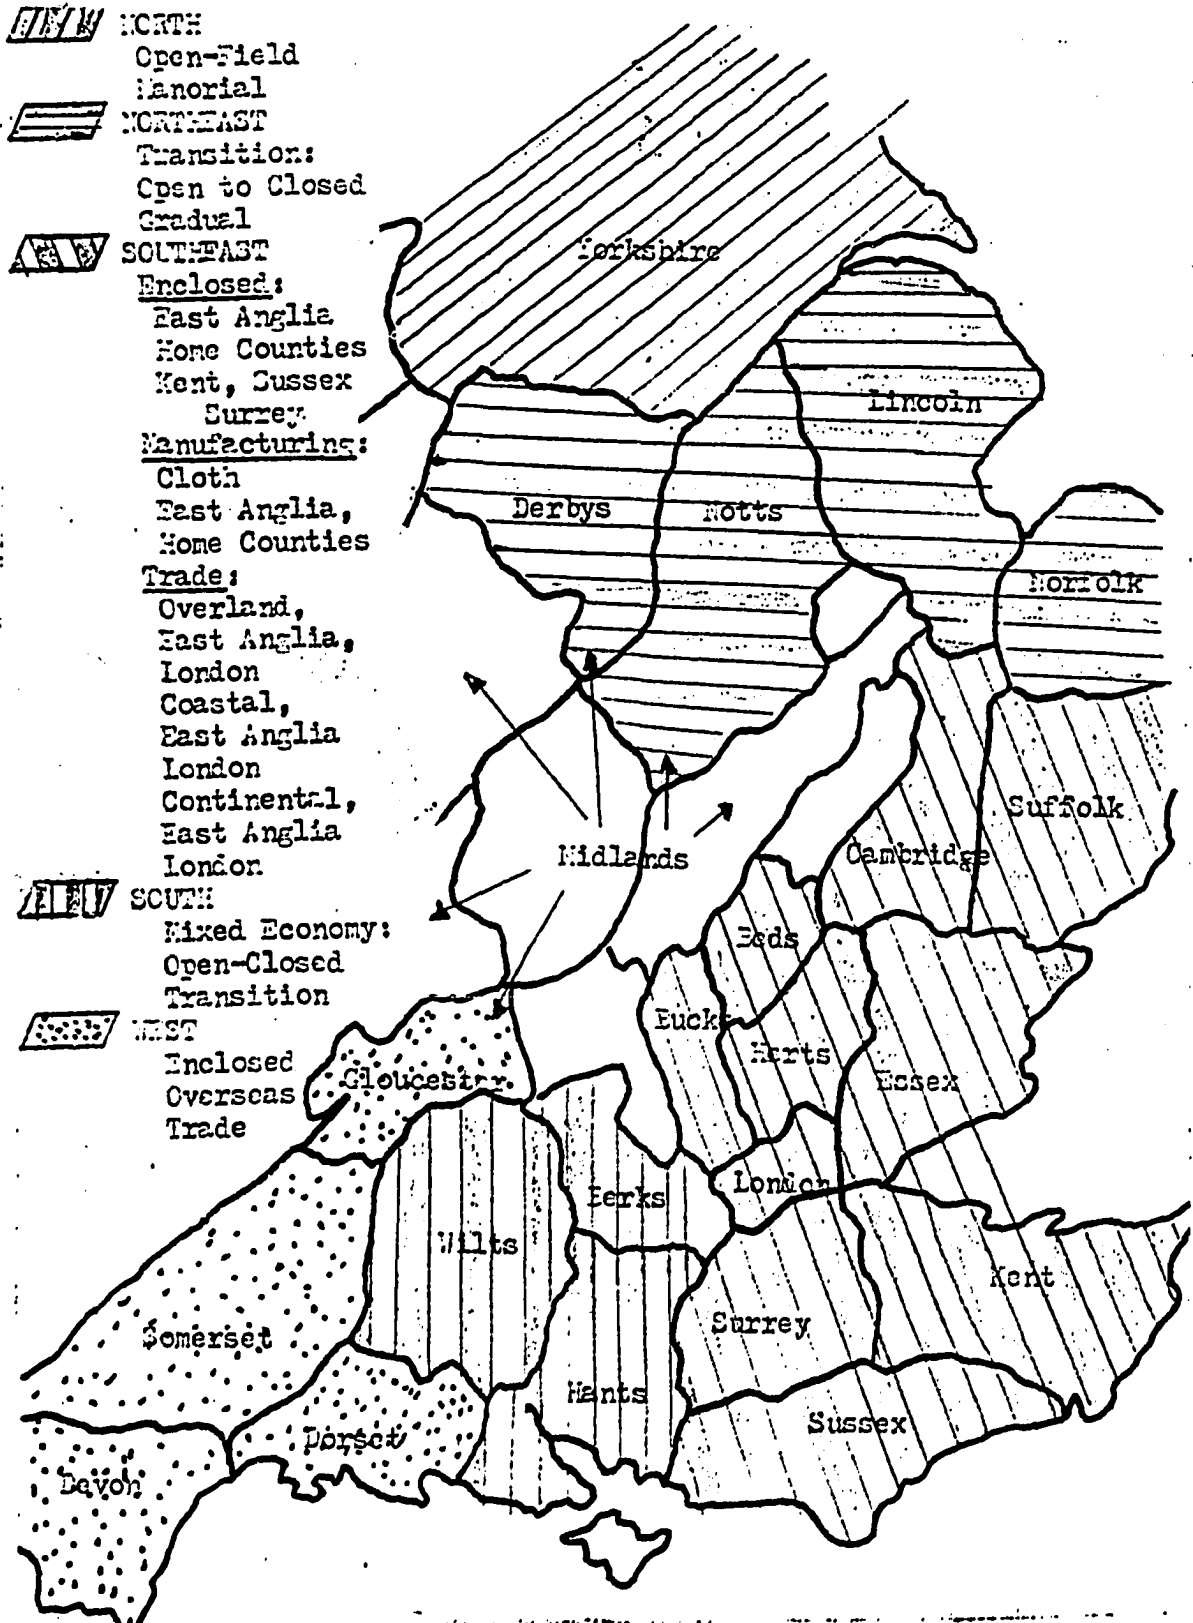 NORTH
Open-Field
Manorial
NORTHEAST
Transition:
Open to Closed
Gradual
SOUTHEAST
Enclosed:
East Anglia
Home Counties
Kent, Sussex
Surrey
Manufacturing:
Cloth
East Anglia,
Home Counties
Trade:
Overland,
East Anglia,
London
Coastal,
East Anglia
London
Continental,
East Anglia
London
SOUTH
Mixed Economy:
Open-Closed
Transition
WEST
Enclosed
Overseas
Trade
Yorkshire
Lincoln
Derbys
Notts
Norfolk
Suffolk
Midlands
Cambridge
Beds
Bucks
Herts
Essex
Gloucester
London
Berks
Wilts
Kent
Surrey
Somerset
Hants
Sussex
Dorset
Devon